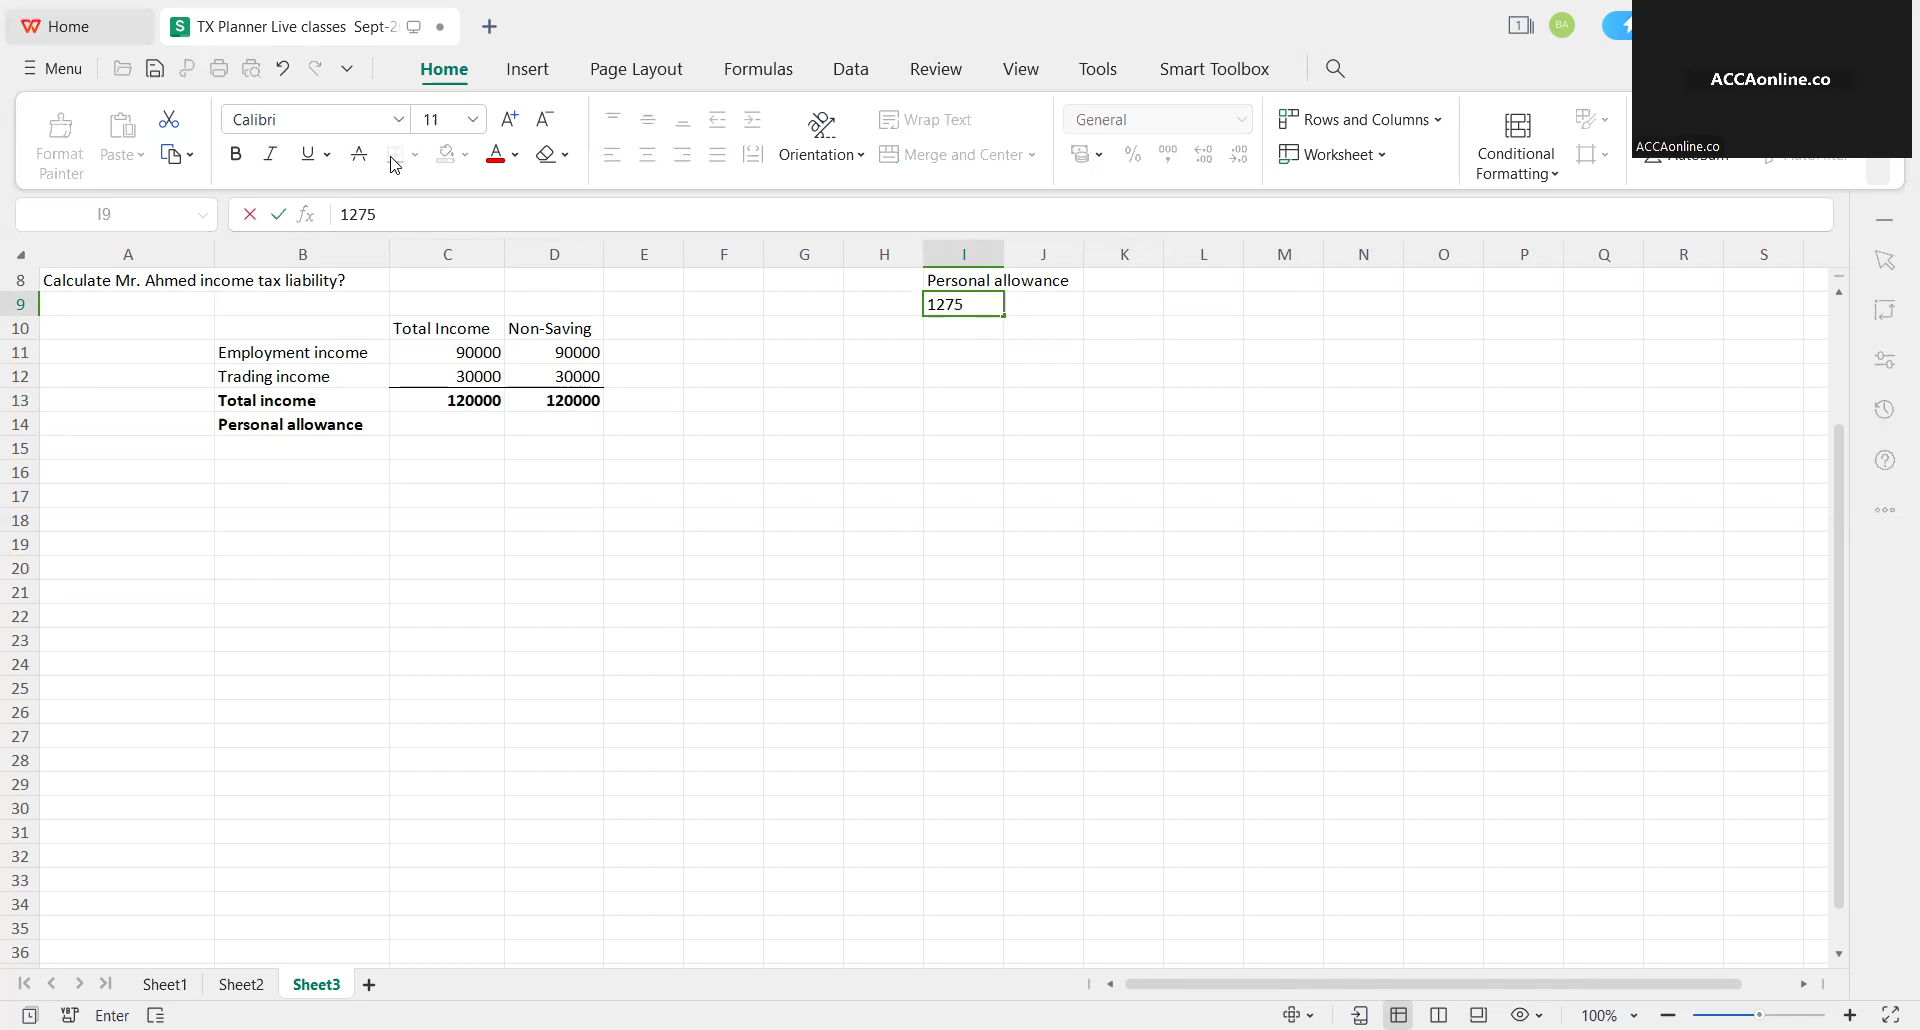 Home
TX Planner Live classes Sept-2
1
BA
Menu
Home
Insert
Page Layout
Formulas
Data
Review
View
Tools
Smart Toolbox
ACCAonline.co
ACCAonline.co
Format Painter
Paste
Calibri
11
Orientation
Wrap Text
Merge and Center
General
Rows and Columns
Worksheet
Conditional Formatting
I9
1275
A B C D E F G H I J K L M N O P Q R S
8 Calculate Mr. Ahmed income tax liability? Personal allowance
9 1275
10 Total Income Non-Saving
11 Employment income 90000 90000
12 Trading income 30000 30000
13 Total income 120000 120000
14 Personal allowance
15
16
17
18
19
20
21
22
23
24
25
26
27
28
29
30
31
32
33
34
35
36
Sheet1 Sheet2 Sheet3
Enter
100%